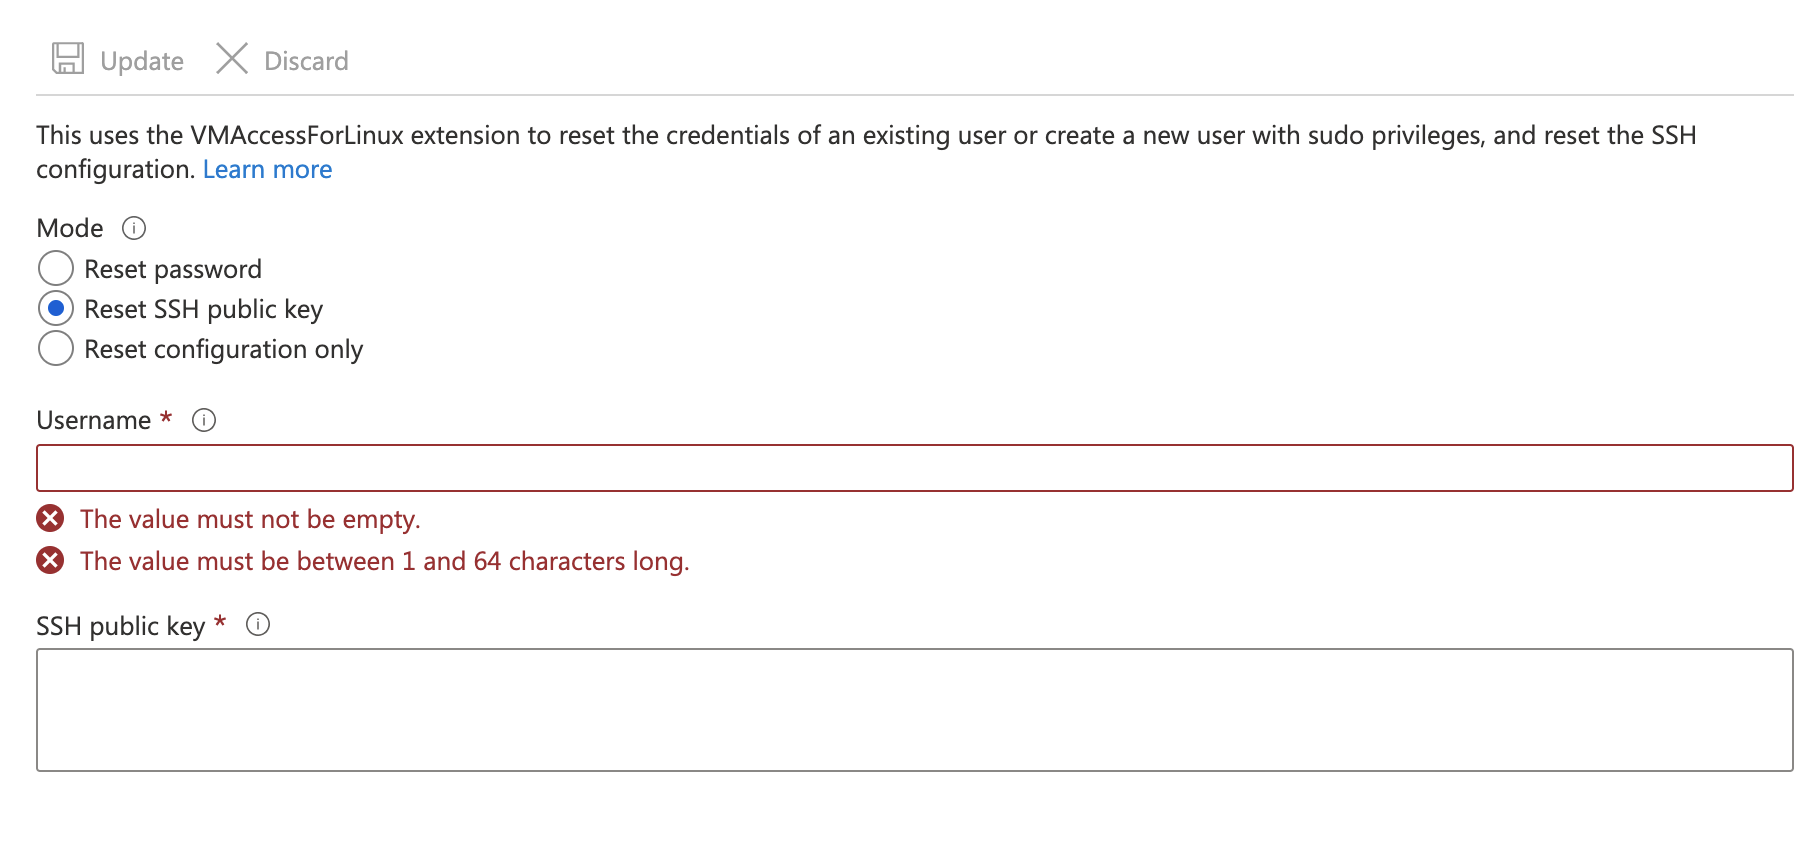 Update Discard
This uses the VMAccessForLinux extension to reset the credentials of an existing user or create a new user with sudo privileges, and reset the SSH
configuration. Learn more
Mode
Reset password
Reset SSH public key
Reset configuration only
Username *
The value must not be empty.
The value must be between 1 and 64 characters long.
SSH public key *